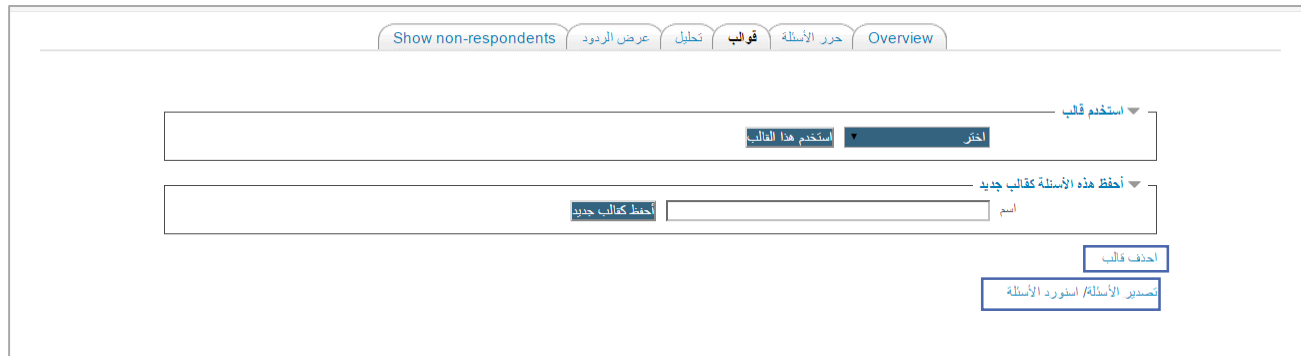 Overview حرر الأسئلة قوالب تحليل عرض الردود Show non-respondents
استخدم قالب
اختر استخدم هذا القالب
أحفظ هذه الأسئلة كقالب جديد
اسم أحفظ كقالب جديد
احذف قالب
تصدير الأسئلة/ استورد الأسئلة